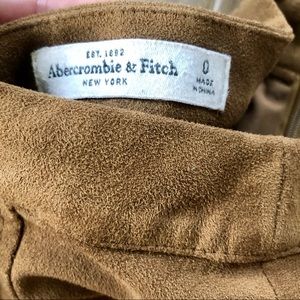 EST. 1892
Abercrombie & Fitch
NEW YORK
0
MADE
IN CHINA